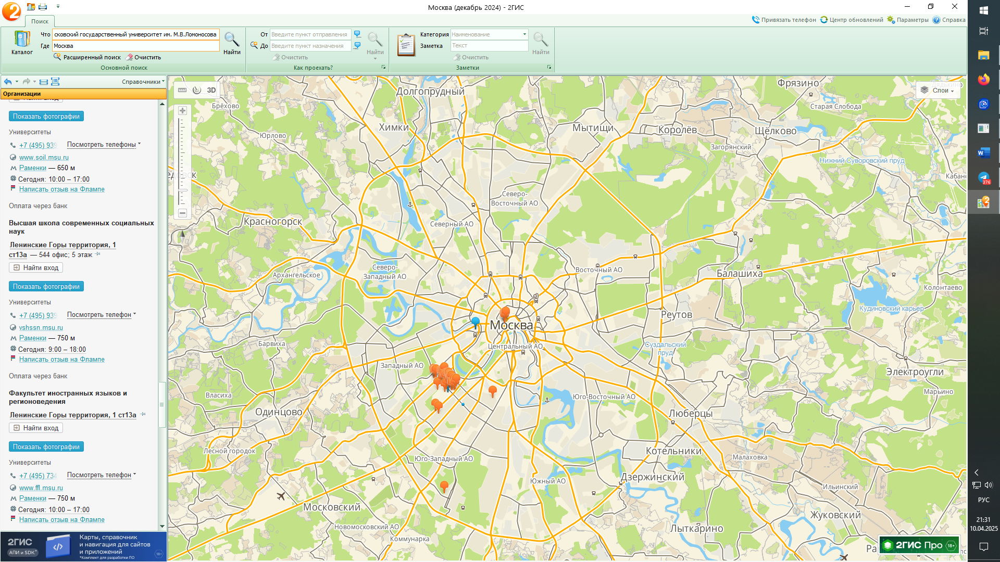 Москва (декабрь 2024) - 2ГИС
Поиск
Привязать телефон
Центр обновлений
Параметры
Справка
Каталог
Что
сковский государственный университет им. М.В.Ломоносова
Где
Москва
Расширенный поиск
Очистить
Найти
Основной поиск
От
Введите пункт отправления
До
Введите пункт назначения
Очистить
Найти
Как проехать?
Категория
Наименование
Заметка
Текст
Очистить
Найти
Заметки
Справочники
Организации
Найти вход
Показать фотографии
Университеты
+7 (495) 939
Посмотреть телефоны
www.soil.msu.ru
Раменки — 650 м
Сегодня: 10:00 – 17:00
Написать отзыв на Флампе
Оплата через банк
Высшая школа современных социальных
наук
Ленинские Горы территория, 1
ст13а — 544 офис; 5 этаж
Найти вход
Показать фотографии
Университеты
+7 (495) 939
Посмотреть телефон
vshssn.msu.ru
Раменки — 750 м
Сегодня: 9:00 – 18:00
Написать отзыв на Флампе
Оплата через банк
Факультет иностранных языков и
регионоведения
Ленинские Горы территория, 1 ст13а
Найти вход
Показать фотографии
Университеты
+7 (495) 734
Посмотреть телефон
www.ffl.msu.ru
Раменки — 750 м
Сегодня: 10:00 – 17:00
Написать отзыв на Флампе
2ГИС
АПИ и SDK*
Карты, справочник
и навигация для сайтов
и приложений
*Комплект для разработки ПО
18+
3D
Слои
Дядькино
Фрязино
Долгопрудный
Брёхово
Старая Слобода
Химки
Мытищи
Королёв
Щёлково
Юрлово
Загорянский
Нижний Суворовский пруд
Северо-
Восточный АО
Красногорск
Северный АО
Северо-
Западный АО
Архангельское
Восточный АО
Балашиха
Колонтаево
Кудиновский карьер
Реутов
Москва
Центральный АО
Барвиха
Суздальский
пруд
Западный АО
Электроугли
Власиха
Юго-Восточный АО
Марьино
Одинцово
Люберцы
Лесной городок
Котельники
Юго-Западный АО
Малаховка
Дзержинский
Южный АО
Ильинский
Московский
Жуковский
Новомосковский АО
Лыткарино
Коммунарка
2ГИС Про
18+
376
РУС
21:31
10.04.2025